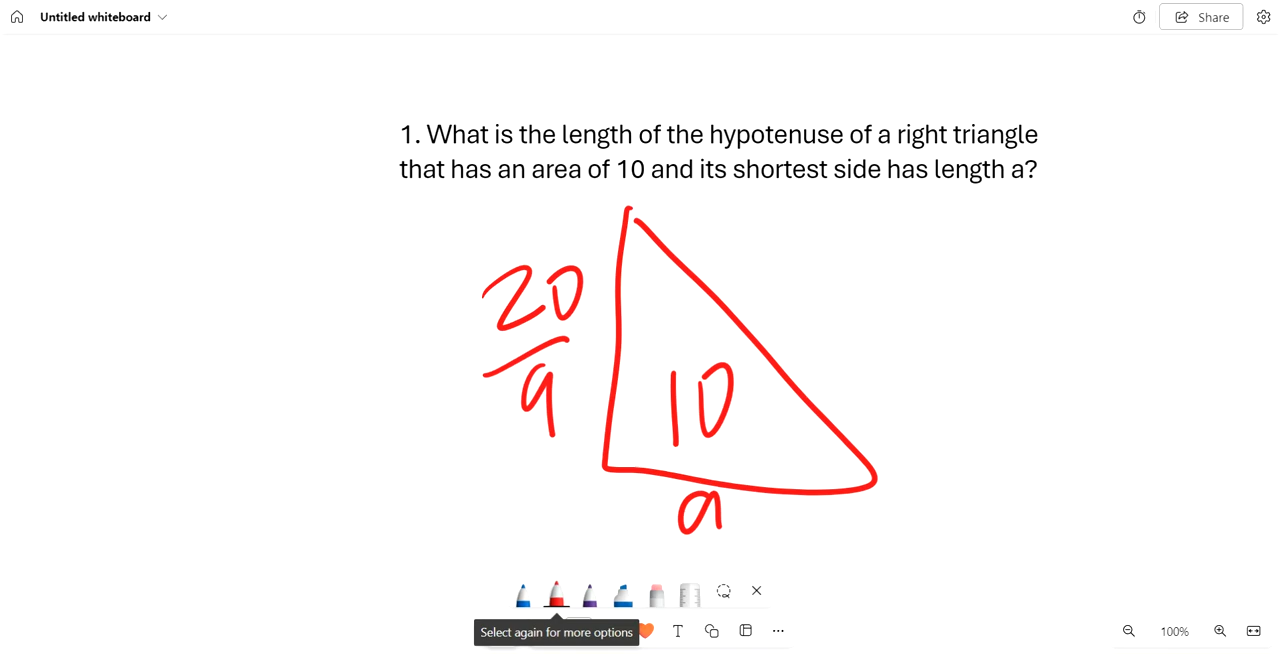 Untitled whiteboard
Share
1. What is the length of the hypotenuse of a right triangle
that has an area of 10 and its shortest side has length a?
20
a
10
a
Select again for more options
T
100%